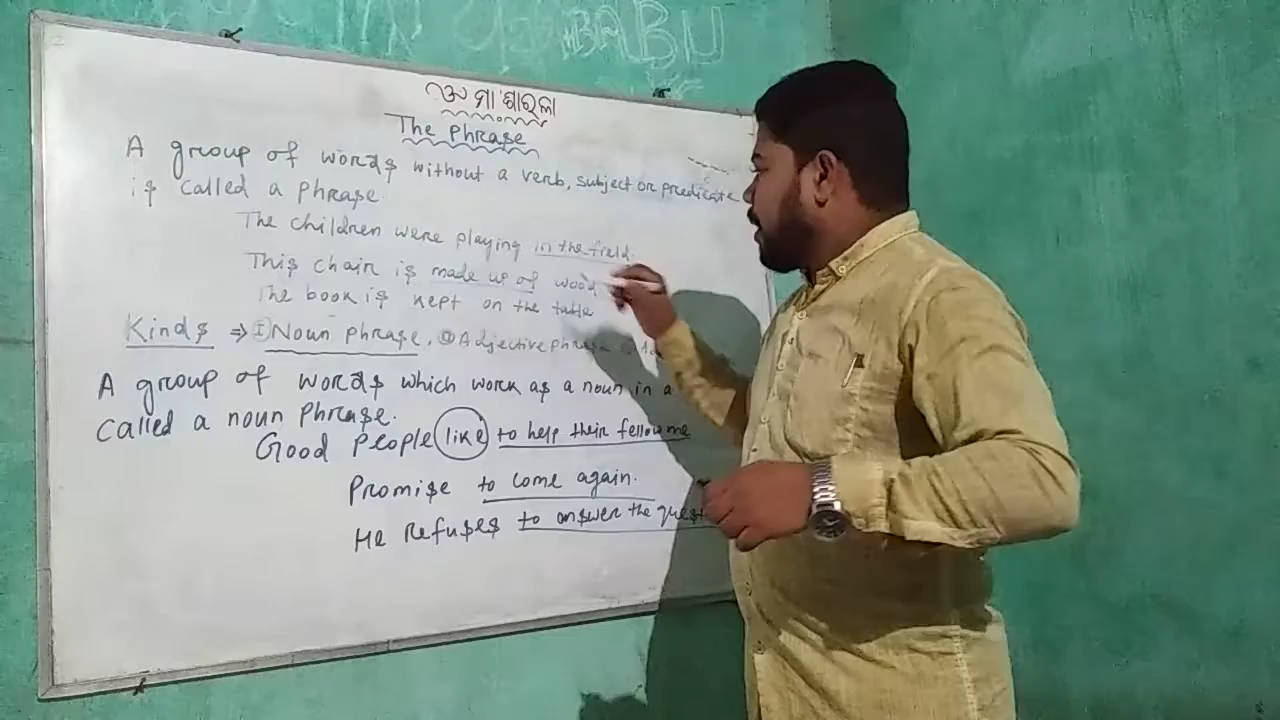 BABU
ଓଁ ମା ଶାରଳା
The Phrase
A group of words without a verb, subject or predicate
is called a phrase.
The children were playing in the field.
This chair is made up of wood
The book is kept on the table
Kinds ⇒ ① Noun phrase, ② Adjective phrase
A group of words which work as a noun in a
called a noun phrase.
Good People like to help their fellow me
Promise to come again.
He Refuses to answer the quest